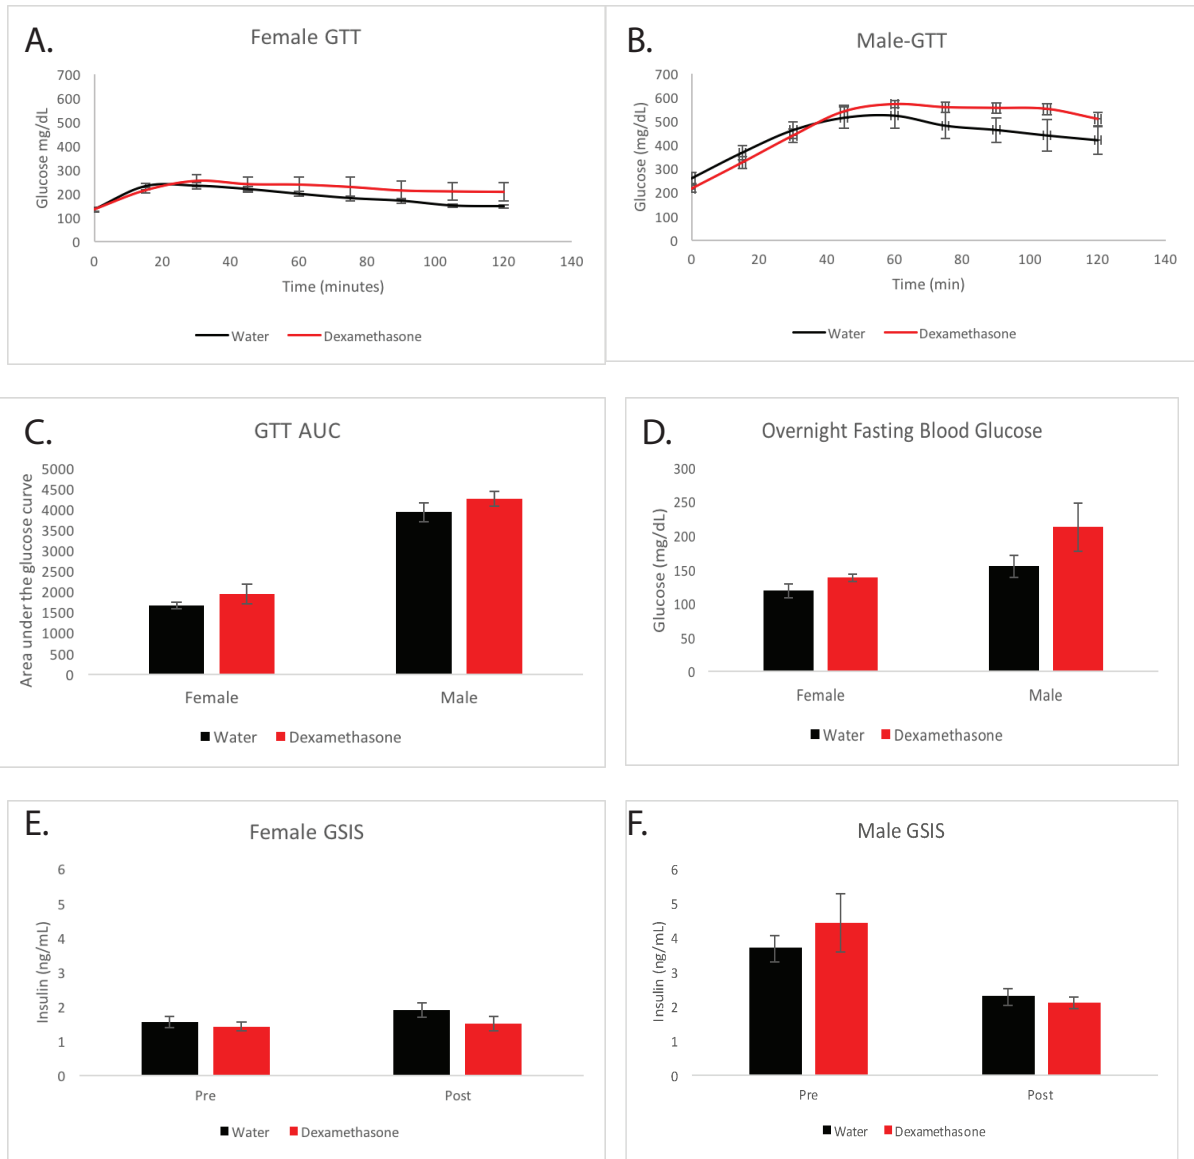 A.
Female GTT
Glucose mg/dL
700
600
500
400
300
200
100
0
0 20 40 60 80 100 120 140
Time (minutes)
Water Dexamethasone
B.
Male-GTT
Glucose (mg/dL)
700
600
500
400
300
200
100
0
0 20 40 60 80 100 120 140
Time (min)
Water Dexamethasone
C.
GTT AUC
Area under the glucose curve
5000
4500
4000
3500
3000
2500
2000
1500
1000
500
0
Female Male
Water Dexamethasone
D.
Overnight Fasting Blood Glucose
Glucose (mg/dL)
300
250
200
150
100
50
0
Female Male
Water Dexamethasone
E.
Female GSIS
Insulin (ng/mL)
6
5
4
3
2
1
0
Pre Post
Water Dexamethasone
F.
Male GSIS
Insulin (ng/mL)
6
5
4
3
2
1
0
Pre Post
Water Dexamethasone